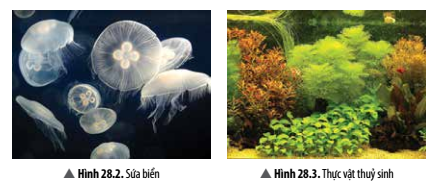 ▲ Hình 28.2. Sứa biển
▲ Hình 28.3. Thực vật thuỷ sinh